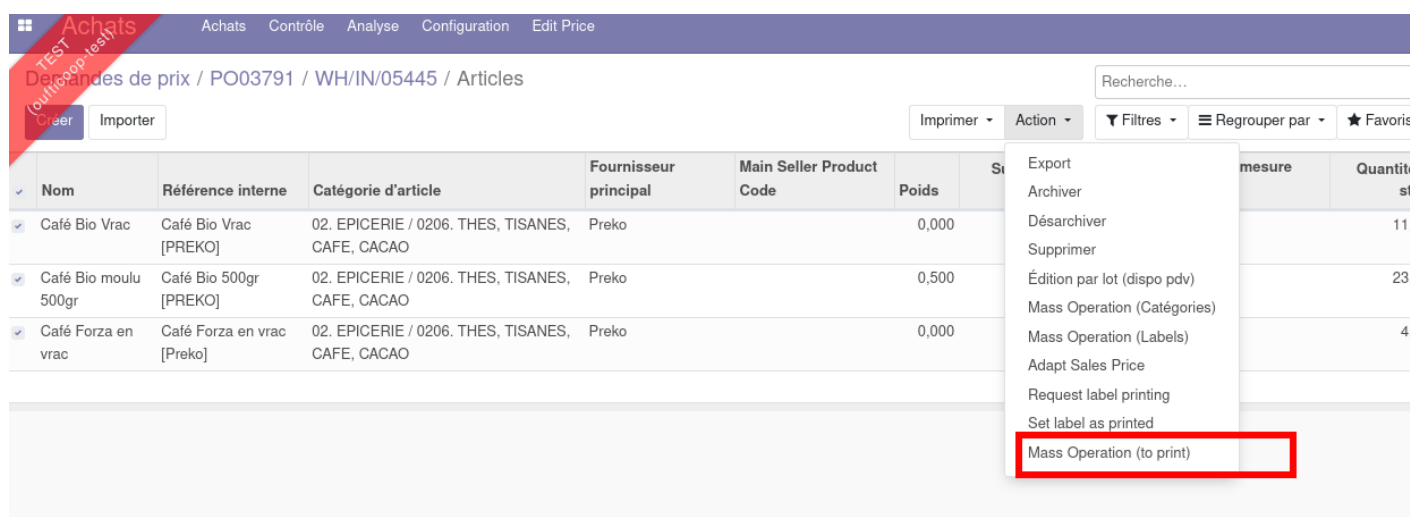 Achats Achats Contrôle Analyse Configuration Edit Price
TEST
(oufticoop-test)
Demandes de prix / PO03791 / WH/IN/05445 / Articles
Recherche...
Créer Importer Imprimer Action Filtres Regrouper par Favoris
Fournisseur Main Seller Product mesure Quantité
Nom Référence interne Catégorie d'article principal Code Poids
Café Bio Vrac Café Bio Vrac 02. EPICERIE / 0206. THES, TISANES, Preko 0,000 11
[PREKO] CAFE, CACAO
Café Bio moulu Café Bio 500gr 02. EPICERIE / 0206. THES, TISANES, Preko 0,500 23
500gr [PREKO] CAFE, CACAO
Café Forza en Café Forza en vrac 02. EPICERIE / 0206. THES, TISANES, Preko 0,000 4
vrac [Preko] CAFE, CACAO
Export
Archiver
Désarchiver
Supprimer
Édition par lot (dispo pdv)
Mass Operation (Catégories)
Mass Operation (Labels)
Adapt Sales Price
Request label printing
Set label as printed
Mass Operation (to print)